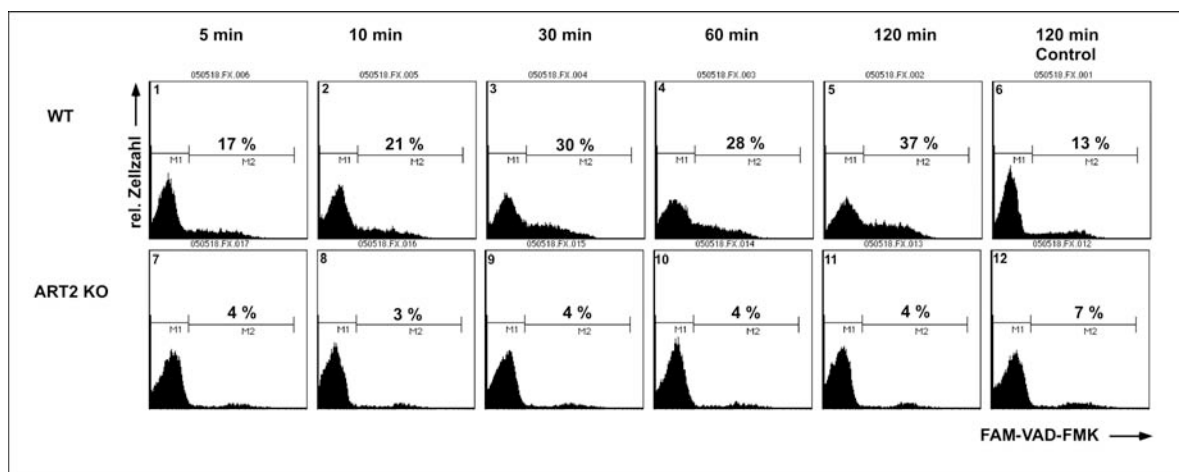 5 min 10 min 30 min 60 min 120 min 120 min
Control
050518.FX.006 050518.FX.005 050518.FX.004 050518.FX.003 050518.FX.002 050518.FX.001
WT
rel. Zellzahl
1 2 3 4 5 6
17 % 21 % 30 % 28 % 37 % 13 %
M1 M2 M1 M2 M1 M2 M1 M2 M1 M2 M1 M2
050518.FX.017 050518.FX.016 050518.FX.015 050518.FX.014 050518.FX.013 050518.FX.012
ART2 KO
7 8 9 10 11 12
4 % 3 % 4 % 4 % 4 % 7 %
M1 M2 M1 M2 M1 M2 M1 M2 M1 M2 M1 M2
FAM-VAD-FMK